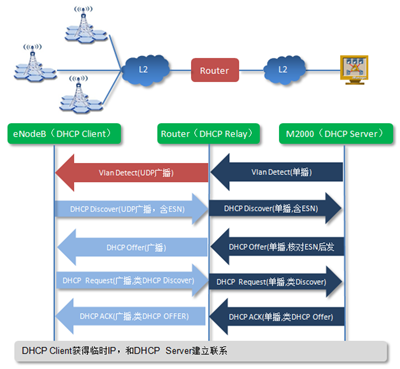 L2
Router
L2
eNodeB（DHCP Client）
Router（DHCP Relay）
M2000（DHCP Server）
Vlan Detect(UDP广播)
Vlan Detect(单播)
DHCP Discover(UDP广播，含ESN)
DHCP Discover(单播,含ESN)
DHCP Offer(广播)
DHCP Offer(单播,核对ESN后发
DHCP Request(广播,类DHCP Discover)
DHCP Request(单播,类Discover)
DHCP ACK(广播,类DHCP OFFER)
DHCP ACK(单播,类DHCP Offer)
DHCP Client获得临时IP，和DHCP Server建立联系